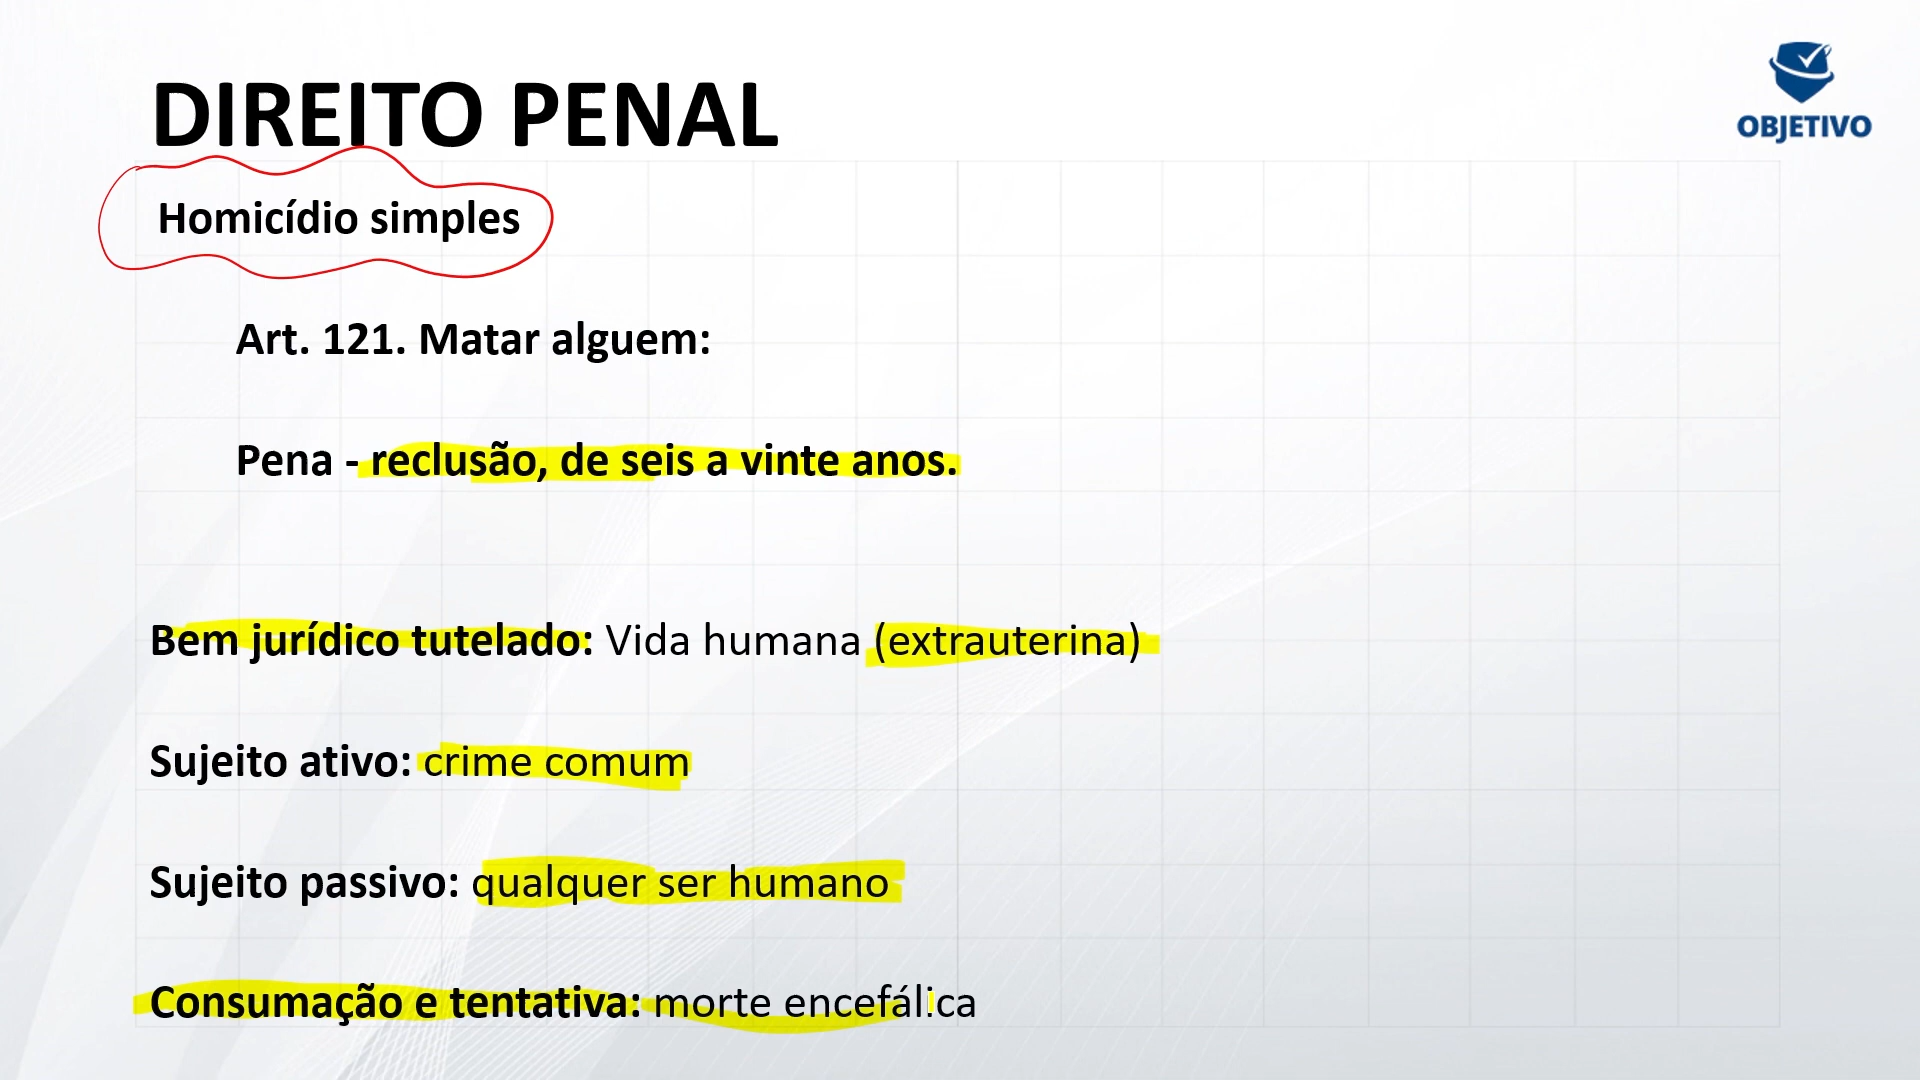 DIREITO PENAL
OBJETIVO
Homicídio simples
Art. 121. Matar alguem:
Pena - reclusão, de seis a vinte anos.
Bem jurídico tutelado: Vida humana (extrauterina)
Sujeito ativo: crime comum
Sujeito passivo: qualquer ser humano
Consumação e tentativa: morte encefálica